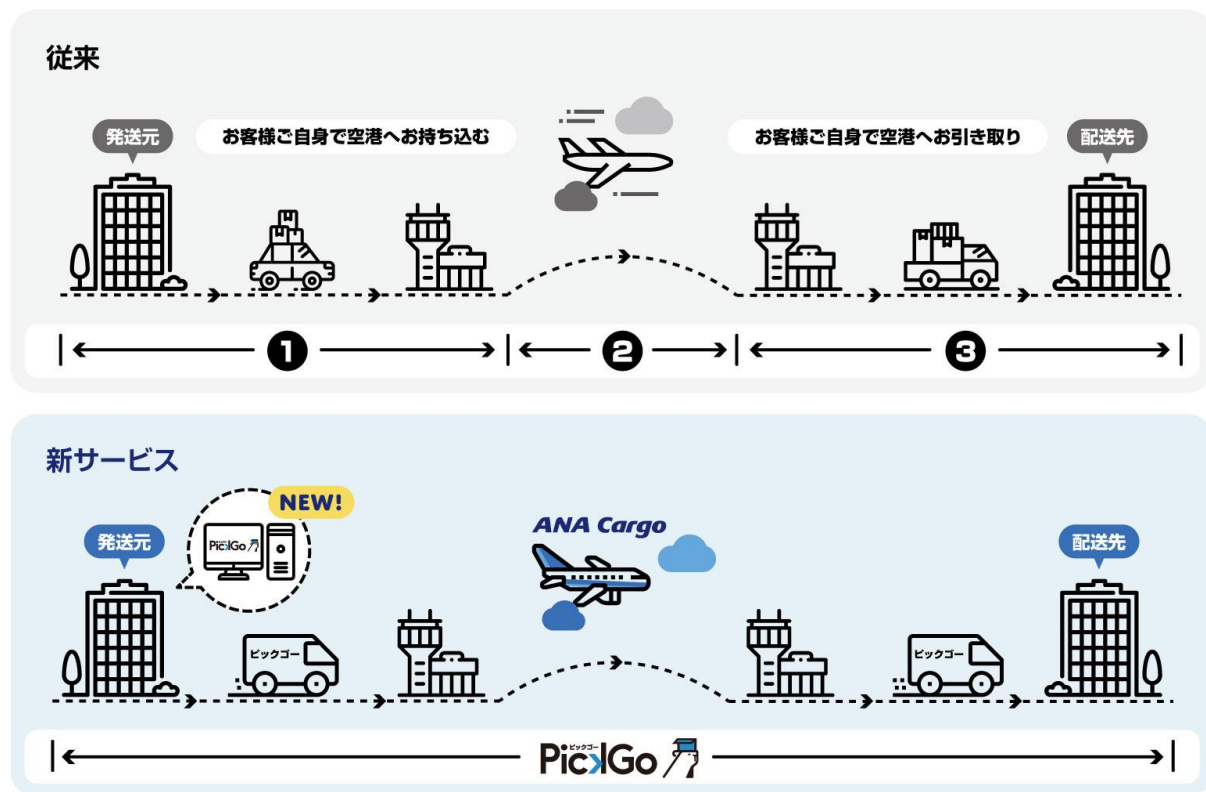 従来
発送元
お客様ご自身で空港へお持ち込む
お客様ご自身で空港へお引き取り
配送先
1
2
3
新サービス
NEW!
発送元
PickGo
ANA Cargo
配送先
ピックゴー
ピックゴー
ピックゴー
PickGo